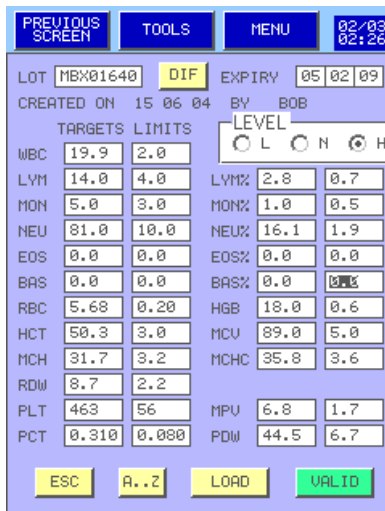 PREVIOUS SCREEN TOOLS MENU 02/03 02:26
LOT MBX01640 DIF EXPIRY 05 02 09
CREATED ON 15 06 04 BY BOB
TARGETS LIMITS LEVEL
L N H
WBC 19.9 2.0
LYM 14.0 4.0 LYM% 2.8 0.7
MON 5.0 3.0 MON% 1.0 0.5
NEU 81.0 10.0 NEU% 16.1 1.9
EOS 0.0 0.0 EOS% 0.0 0.0
BAS 0.0 0.0 BAS% 0.0 0.0
RBC 5.68 0.20 HGB 18.0 0.6
HCT 50.3 3.0 MCV 89.0 5.0
MCH 31.7 3.2 MCHC 35.8 3.6
RDW 8.7 2.2
PLT 463 56 MPV 6.8 1.7
PCT 0.310 0.080 PDW 44.5 6.7
ESC A..Z LOAD VALID